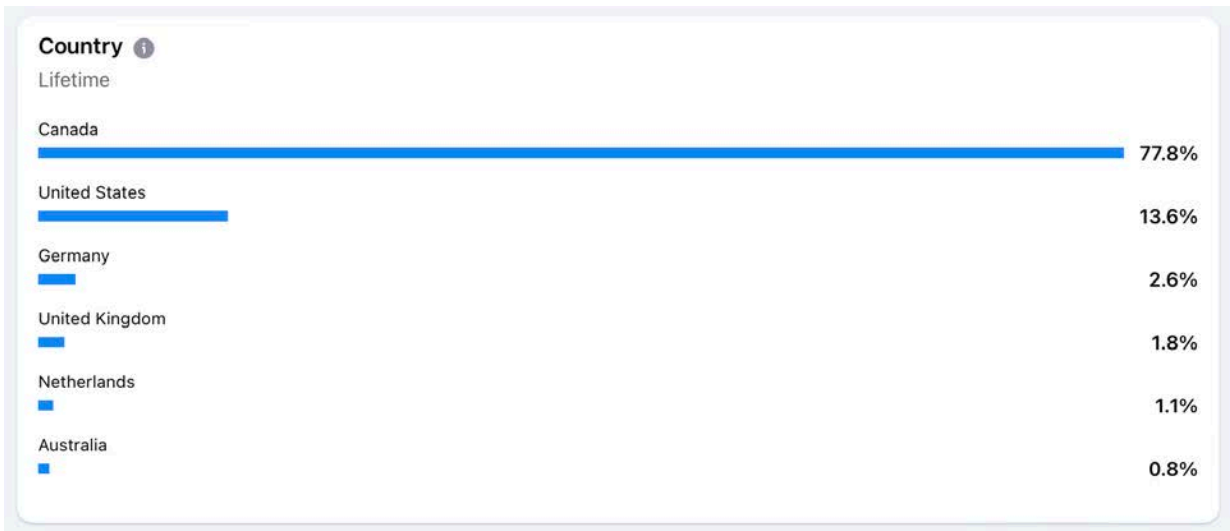 Country
Lifetime
Canada
77.8%
United States
13.6%
Germany
2.6%
United Kingdom
1.8%
Netherlands
1.1%
Australia
0.8%